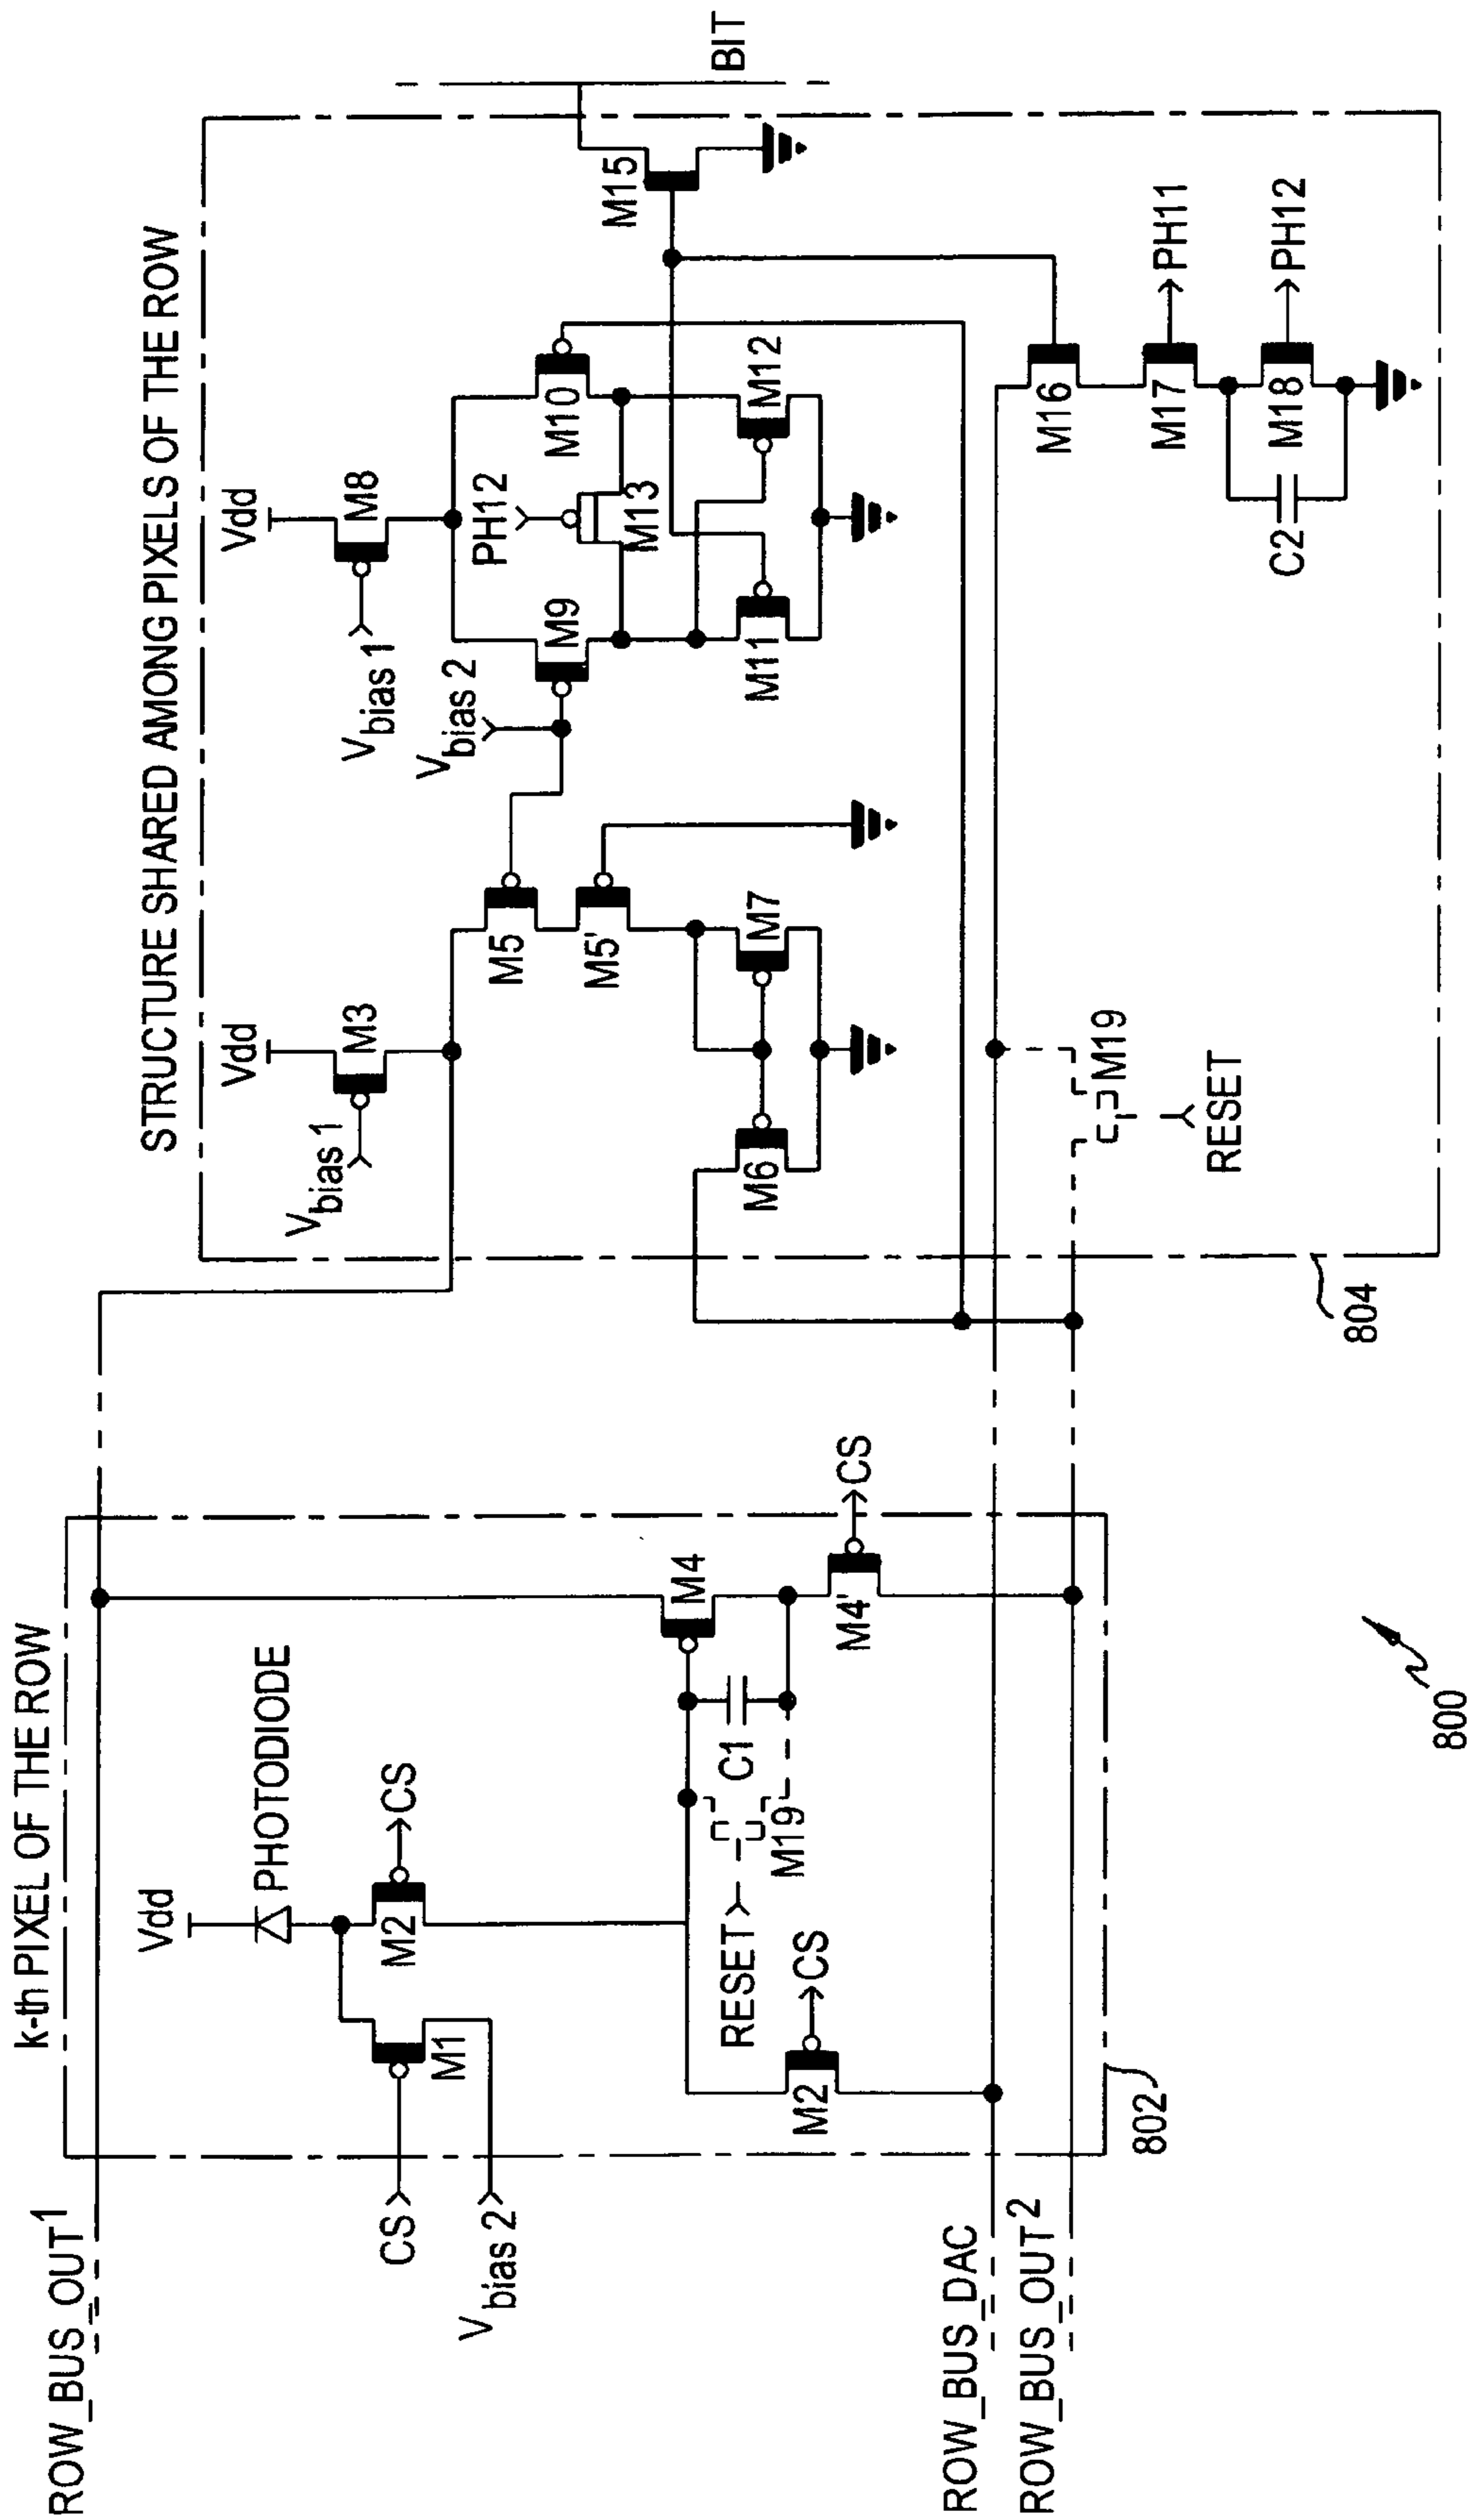 k-th PIXEL OF THE ROW
ROW_BUS_OUT1
Vdd
PHOTODIODE
CS
M2
M1
CS
Vbias 2
M4
C1
M19
RESET
CS
M2
M4'
CS
ROW_BUS_DAC
ROW_BUS_OUT2
802
STRUCTURE SHARED AMONG PIXELS OF THE ROW
Vdd
M3
Vbias 1
Vdd
M8
Vbias 1
Vbias 2
M5
M5'
M9
PH12
M10
M13
M6
M7
M11
M12
M15
BIT
M19
RESET
M16
M17
PH11
M18
PH12
C2
804
800